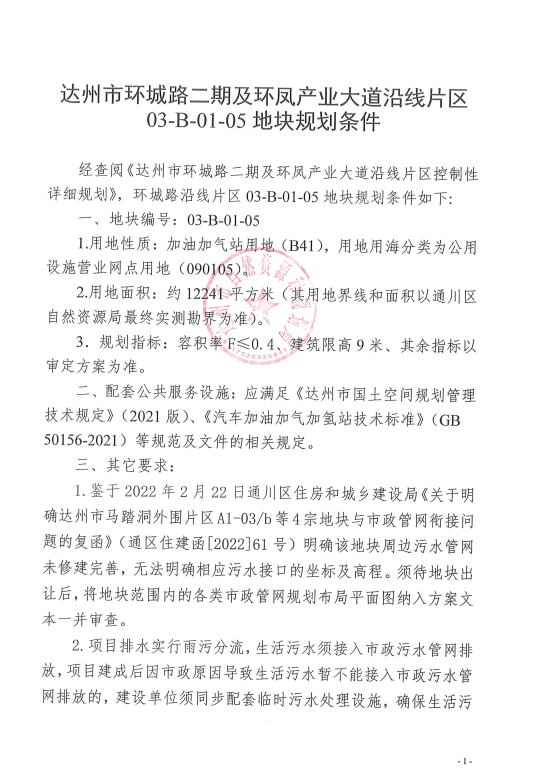 达州市环城路二期及环凤产业大道沿线片区
03-B-01-05 地块规划条件
经查阅《达州市环城路二期及环凤产业大道沿线片区控制性
详细规划》，环城路沿线片区 03-B-01-05 地块规划条件如下:
一、地块编号：03-B-01-05
1.用地性质：加油加气站用地（B41），用地用海分类为公用
设施营业网点用地（090105）。
2.用地面积：约 12241 平方米（其用地界线和面积以通川区
自然资源局最终实测勘界为准）。
3．规划指标：容积率 F≤0.4、建筑限高 9 米、其余指标以
审定方案为准。
二、配套公共服务设施：应满足《达州市国土空间规划管理
技术规定》（2021 版）、《汽车加油加气加氢站技术标准》（GB
50156-2021）等规范及文件的相关规定。
三、其它要求：
1.鉴于 2022 年 2 月 22 日通川区住房和城乡建设局《关于明
确达州市马踏洞外围片区 A1-03/b 等 4 宗地块与市政管网衔接问
题的复函》（通区住建函[2022]61 号）明确该地块周边污水管网
未修建完善，无法明确相应污水接口的坐标及高程。须待地块出
让后，将地块范围内的各类市政管网规划布局平面图纳入方案文
本一并审查。
2.项目排水实行雨污分流，生活污水须接入市政污水管网排
放，项目建成后因市政原因导致生活污水暂不能接入市政污水管
网排放的，建设单位须同步配套临时污水处理设施，确保生活污
-1-